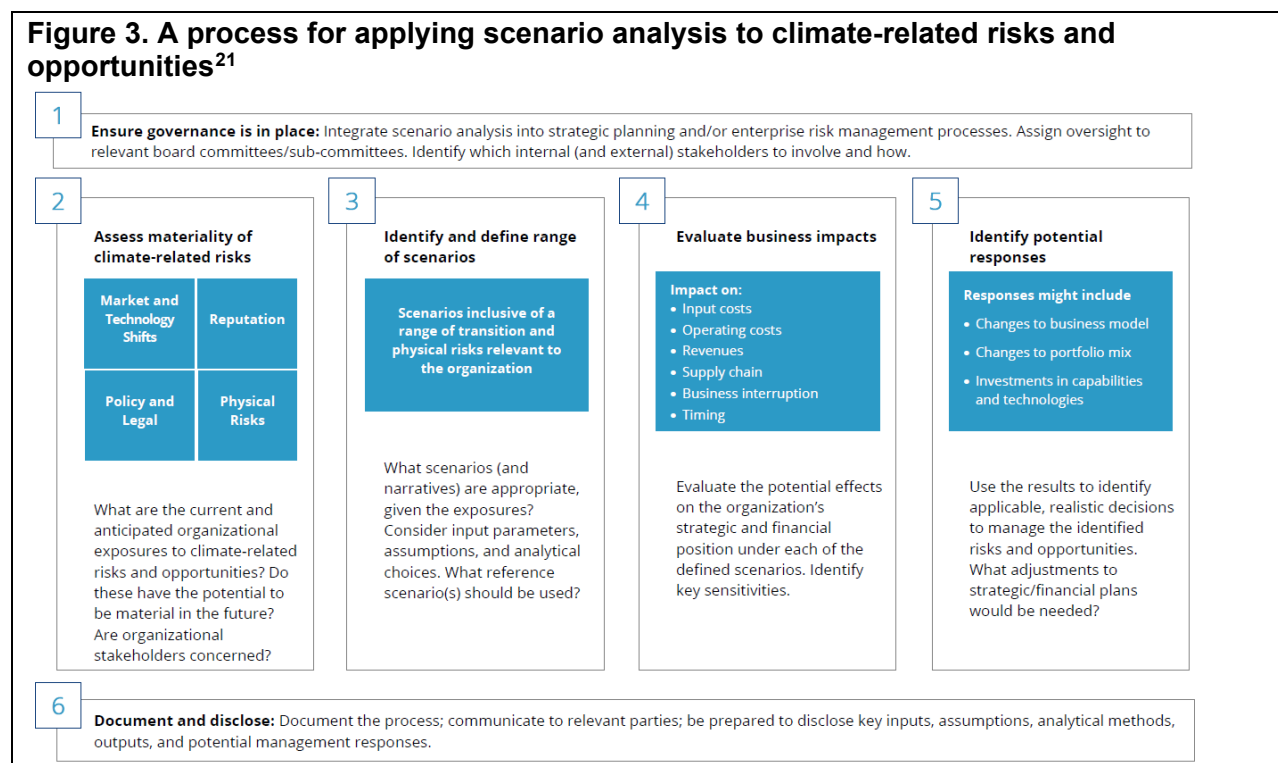 Figure 3. A process for applying scenario analysis to climate-related risks and
opportunities21
1
Ensure governance is in place: Integrate scenario analysis into strategic planning and/or enterprise risk management processes. Assign oversight to
relevant board committees/sub-committees. Identify which internal (and external) stakeholders to involve and how.
2
Assess materiality of
climate-related risks
Market and
Technology
Shifts
Reputation
Policy and
Legal
Physical
Risks
What are the current and
anticipated organizational
exposures to climate-related
risks and opportunities? Do
these have the potential to
be material in the future?
Are organizational
stakeholders concerned?
3
Identify and define range
of scenarios
Scenarios inclusive of a
range of transition and
physical risks relevant to
the organization
What scenarios (and
narratives) are appropriate,
given the exposures?
Consider input parameters,
assumptions, and analytical
choices. What reference
scenario(s) should be used?
4
Evaluate business impacts
Impact on:
• Input costs
• Operating costs
• Revenues
• Supply chain
• Business interruption
• Timing
Evaluate the potential effects
on the organization's
strategic and financial
position under each of the
defined scenarios. Identify
key sensitivities.
5
Identify potential
responses
Responses might include
• Changes to business model
• Changes to portfolio mix
• Investments in capabilities
and technologies
Use the results to identify
applicable, realistic decisions
to manage the identified
risks and opportunities.
What adjustments to
strategic/financial plans
would be needed?
6
Document and disclose: Document the process; communicate to relevant parties; be prepared to disclose key inputs, assumptions, analytical methods,
outputs, and potential management responses.